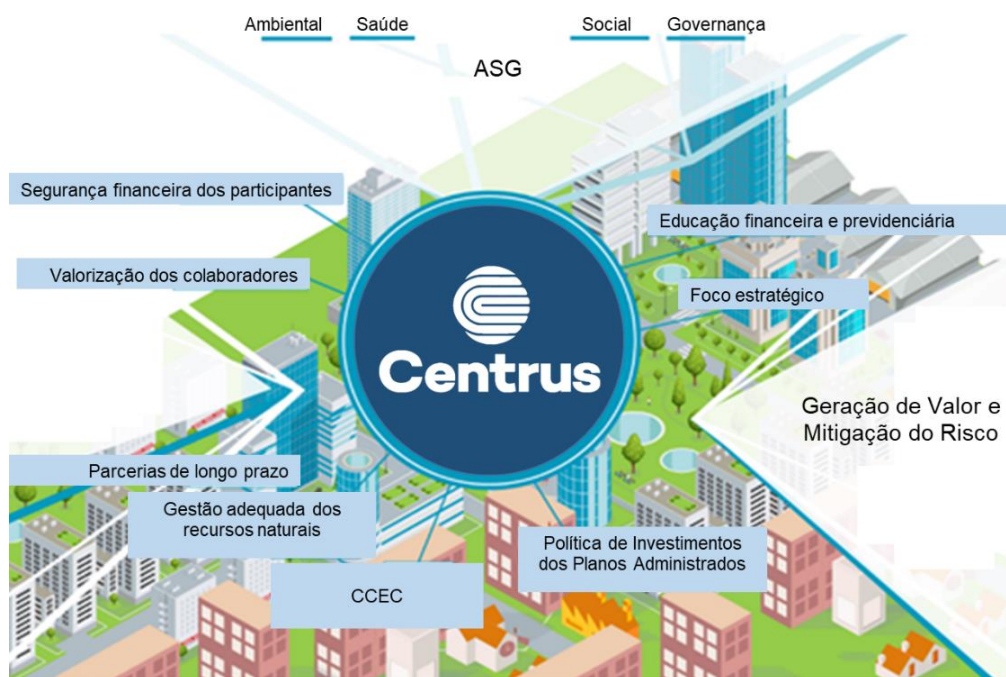 Ambiental Saúde Social Governança
ASG
Segurança financeira dos participantes
Educação financeira e previdenciária
Valorização dos colaboradores
Foco estratégico
Centrus
Geração de Valor e
Mitigação do Risco
Parcerias de longo prazo
Gestão adequada dos
recursos naturais
Política de Investimentos
dos Planos Administrados
CCEC